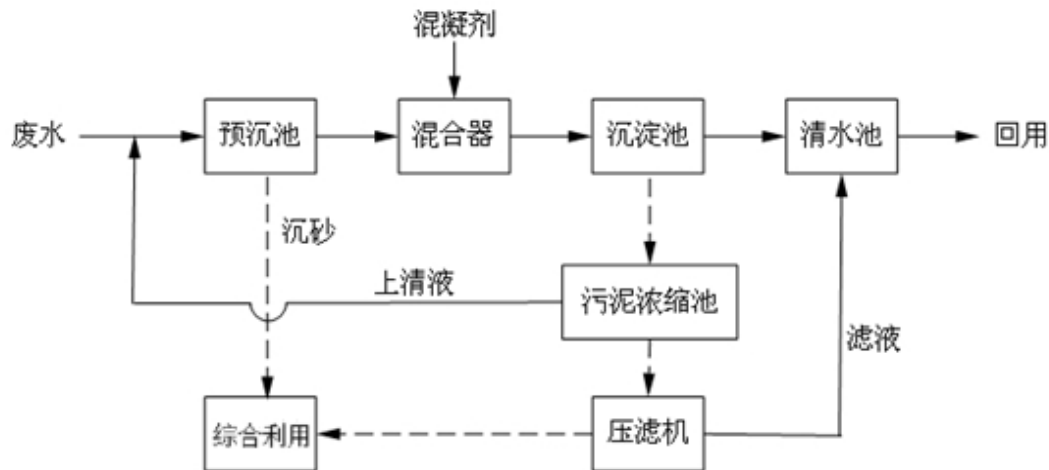 混凝剂
废水
预沉池
混合器
沉淀池
清水池
回用
沉砂
上清液
污泥浓缩池
滤液
综合利用
压滤机